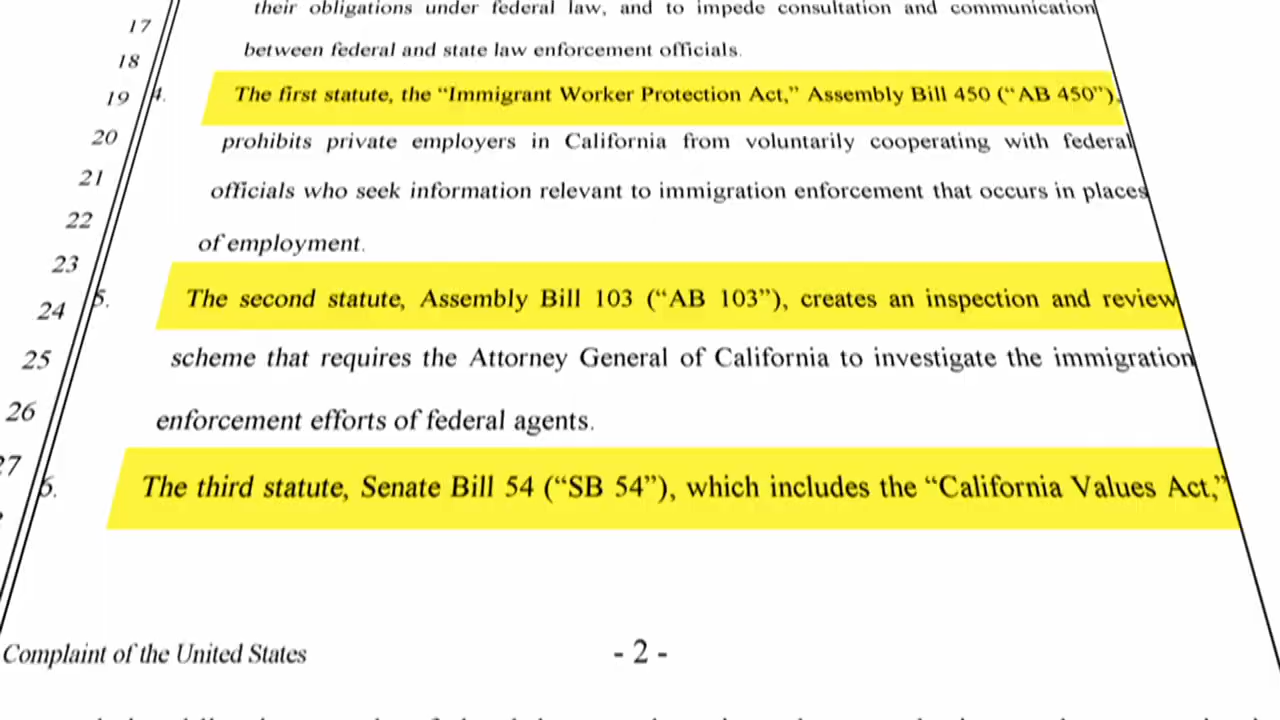 their obligations under federal law, and to impede consultation and communication
17
between federal and state law enforcement officials.
18
19 4. The first statute, the “Immigrant Worker Protection Act,” Assembly Bill 450 (“AB 450”),
20 prohibits private employers in California from voluntarily cooperating with federal
21 officials who seek information relevant to immigration enforcement that occurs in places
22
of employment.
23
24 5. The second statute, Assembly Bill 103 (“AB 103”), creates an inspection and review
25 scheme that requires the Attorney General of California to investigate the immigration
26 enforcement efforts of federal agents.
27
6. The third statute, Senate Bill 54 (“SB 54”), which includes the “California Values Act,”
Complaint of the United States - 2 -